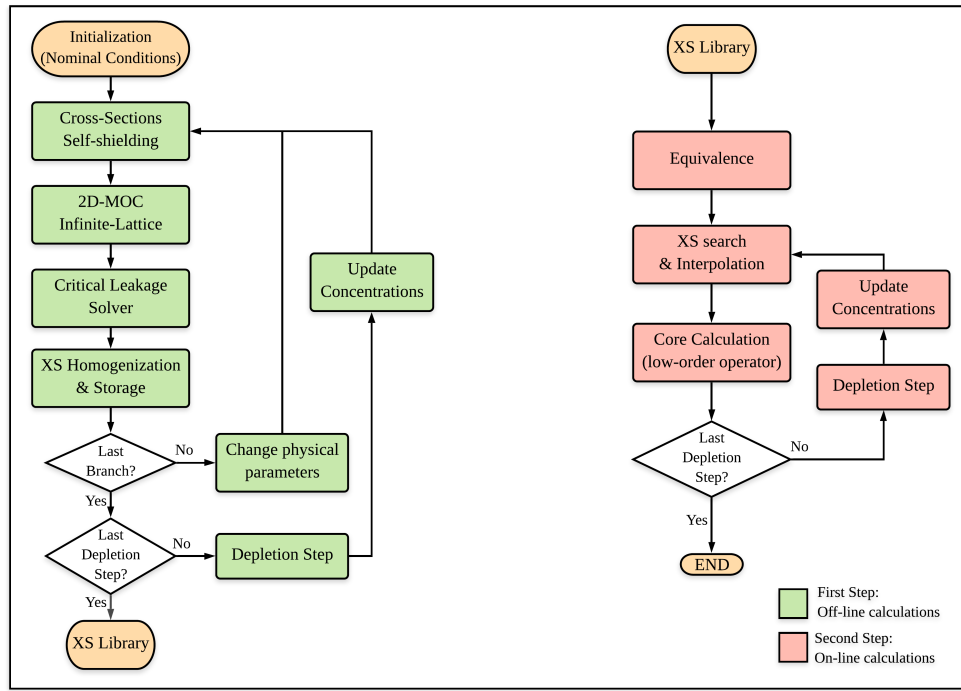 Initialization
(Nominal Conditions)
Cross-Sections
Self-shielding
2D-MOC
Infinite-Lattice
Critical Leakage
Solver
XS Homogenization
& Storage
Last
Branch?
No
Change physical
parameters
Yes
Last
Depletion
Step?
No
Depletion Step
Update
Concentrations
Yes
XS Library
XS Library
Equivalence
XS search
& Interpolation
Core Calculation
(low-order operator)
Last
Depletion
Step?
No
Depletion Step
Update
Concentrations
Yes
END
First Step:
Off-line calculations
Second Step:
On-line calculations